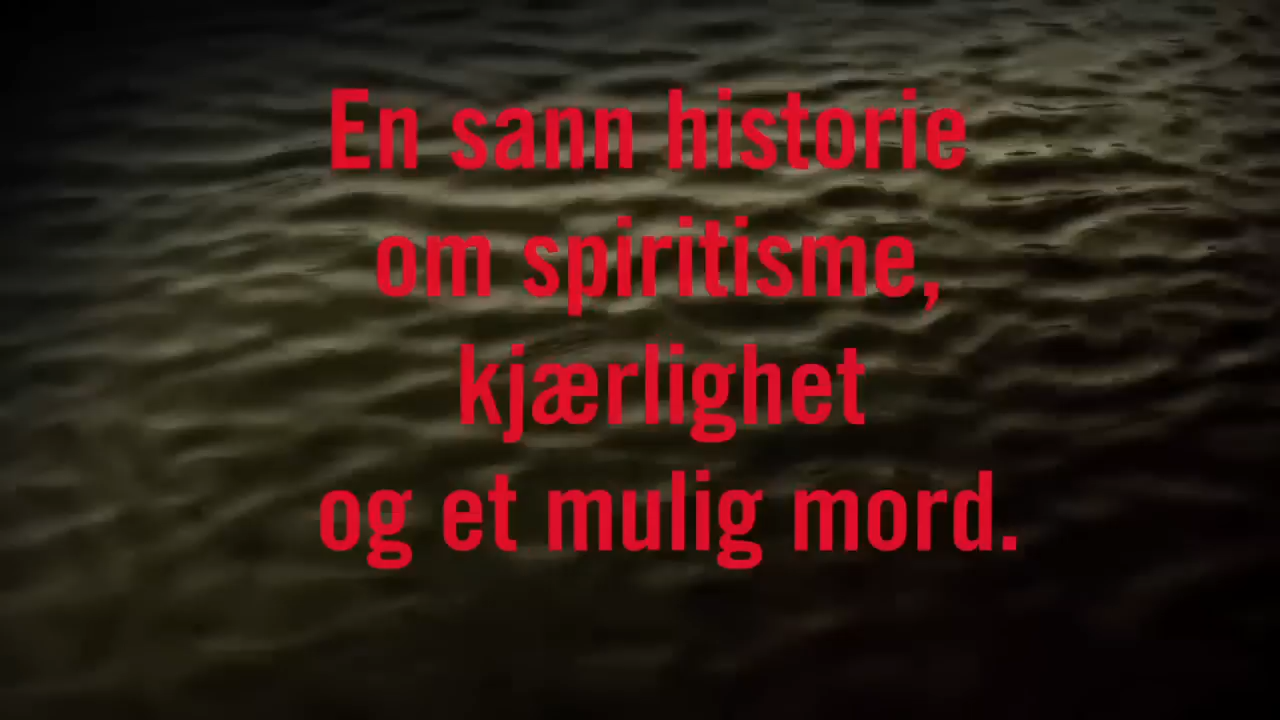 En sann historie
om spiritisme,
kjærlighet
og et mulig mord.